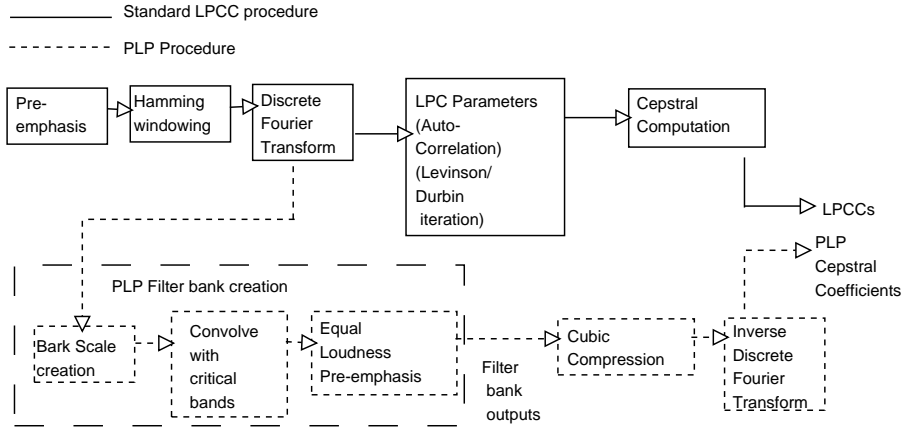 Standard LPCC procedure
PLP Procedure
Pre-
emphasis
Hamming
windowing
Discrete
Fourier
Transform
LPC Parameters
(Auto-
Correlation)
(Levinson/
Durbin
iteration)
Cepstral
Computation
LPCCs
PLP
Cepstral
Coefficients
PLP Filter bank creation
Bark Scale
creation
Convolve
with
critical
bands
Equal
Loudness
Pre-emphasis
Filter
bank
outputs
Cubic
Compression
Inverse
Discrete
Fourier
Transform